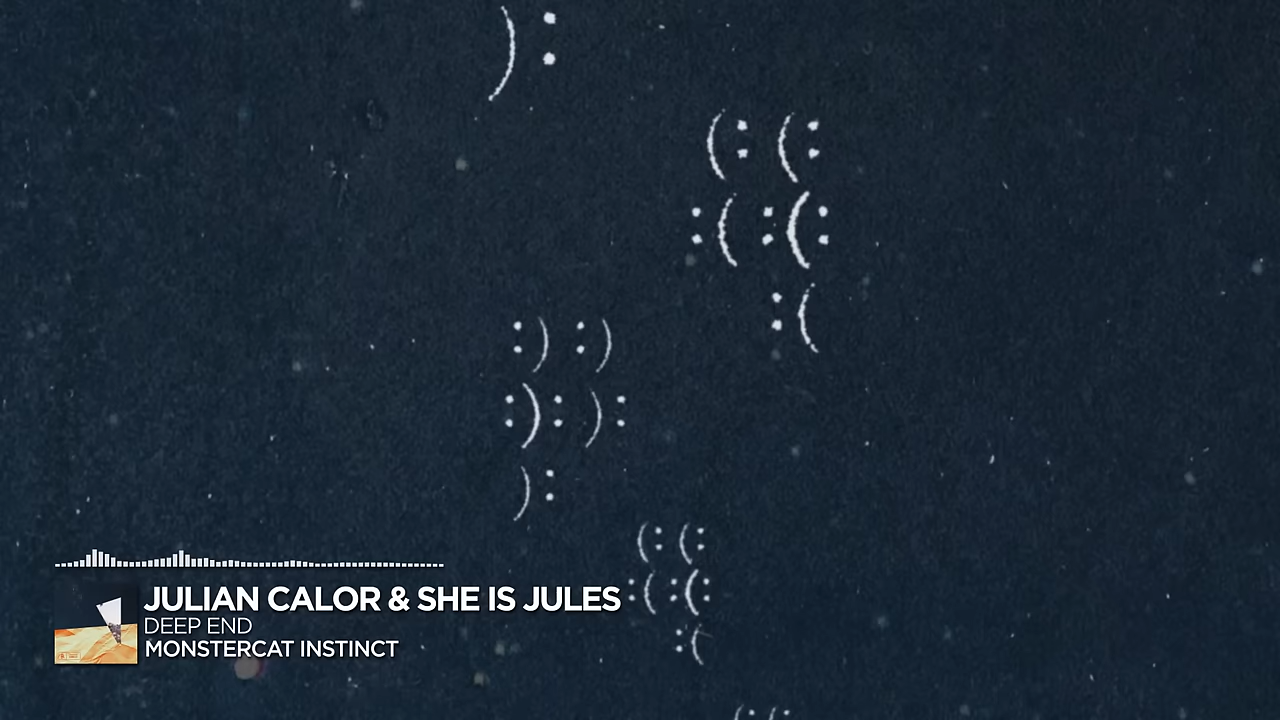 ) :
( : ( :
: ( : ( :
: (
: ) : )
: ) : ) :
) :
( : ( :
: ( : ( :
: (
JULIAN CALOR & SHE IS JULES
DEEP END
MONSTERCAT INSTINCT